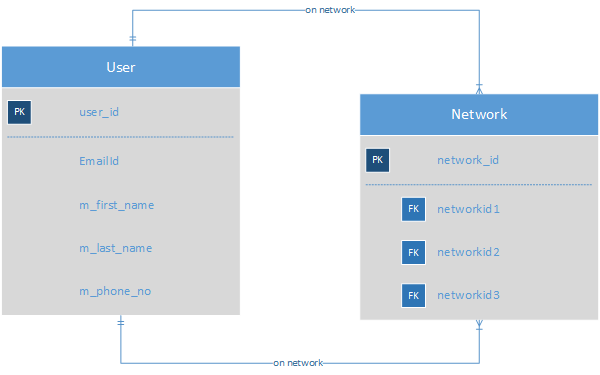 on network
User
PK user_id
EmailId
m_first_name
m_last_name
m_phone_no
Network
PK network_id
FK networkid1
FK networkid2
FK networkid3
on network